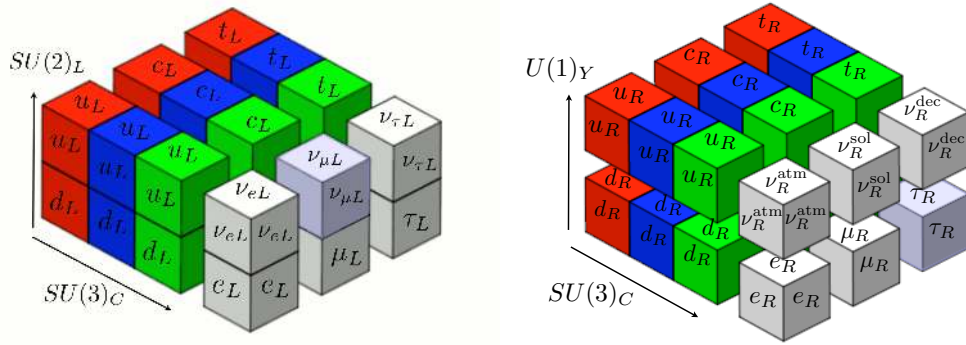 t_L
t_R
SU(2)_L
c_L
t_L
U(1)_Y
c_R
t_R
u_L
c_L
t_L
u_R
c_R
t_R
ν_R^dec
u_L
u_L
c_L
ν_τL
u_R
u_R
c_R
ν_R^sol
ν_R^dec
u_L
u_L
ν_μL
ν_τL
u_R
u_R
ν_R^atm
ν_R^sol
u_L
ν_eL
ν_μL
u_R
d_R
τ_R
d_L
d_L
ν_eL
ν_eL
τ_L
d_R
d_R
d_R
ν_R^atm
ν_R^atm
τ_R
d_L
μ_L
d_R
d_R
μ_R
μ_R
e_L
e_L
e_R
SU(3)_C
SU(3)_C
e_R
e_R